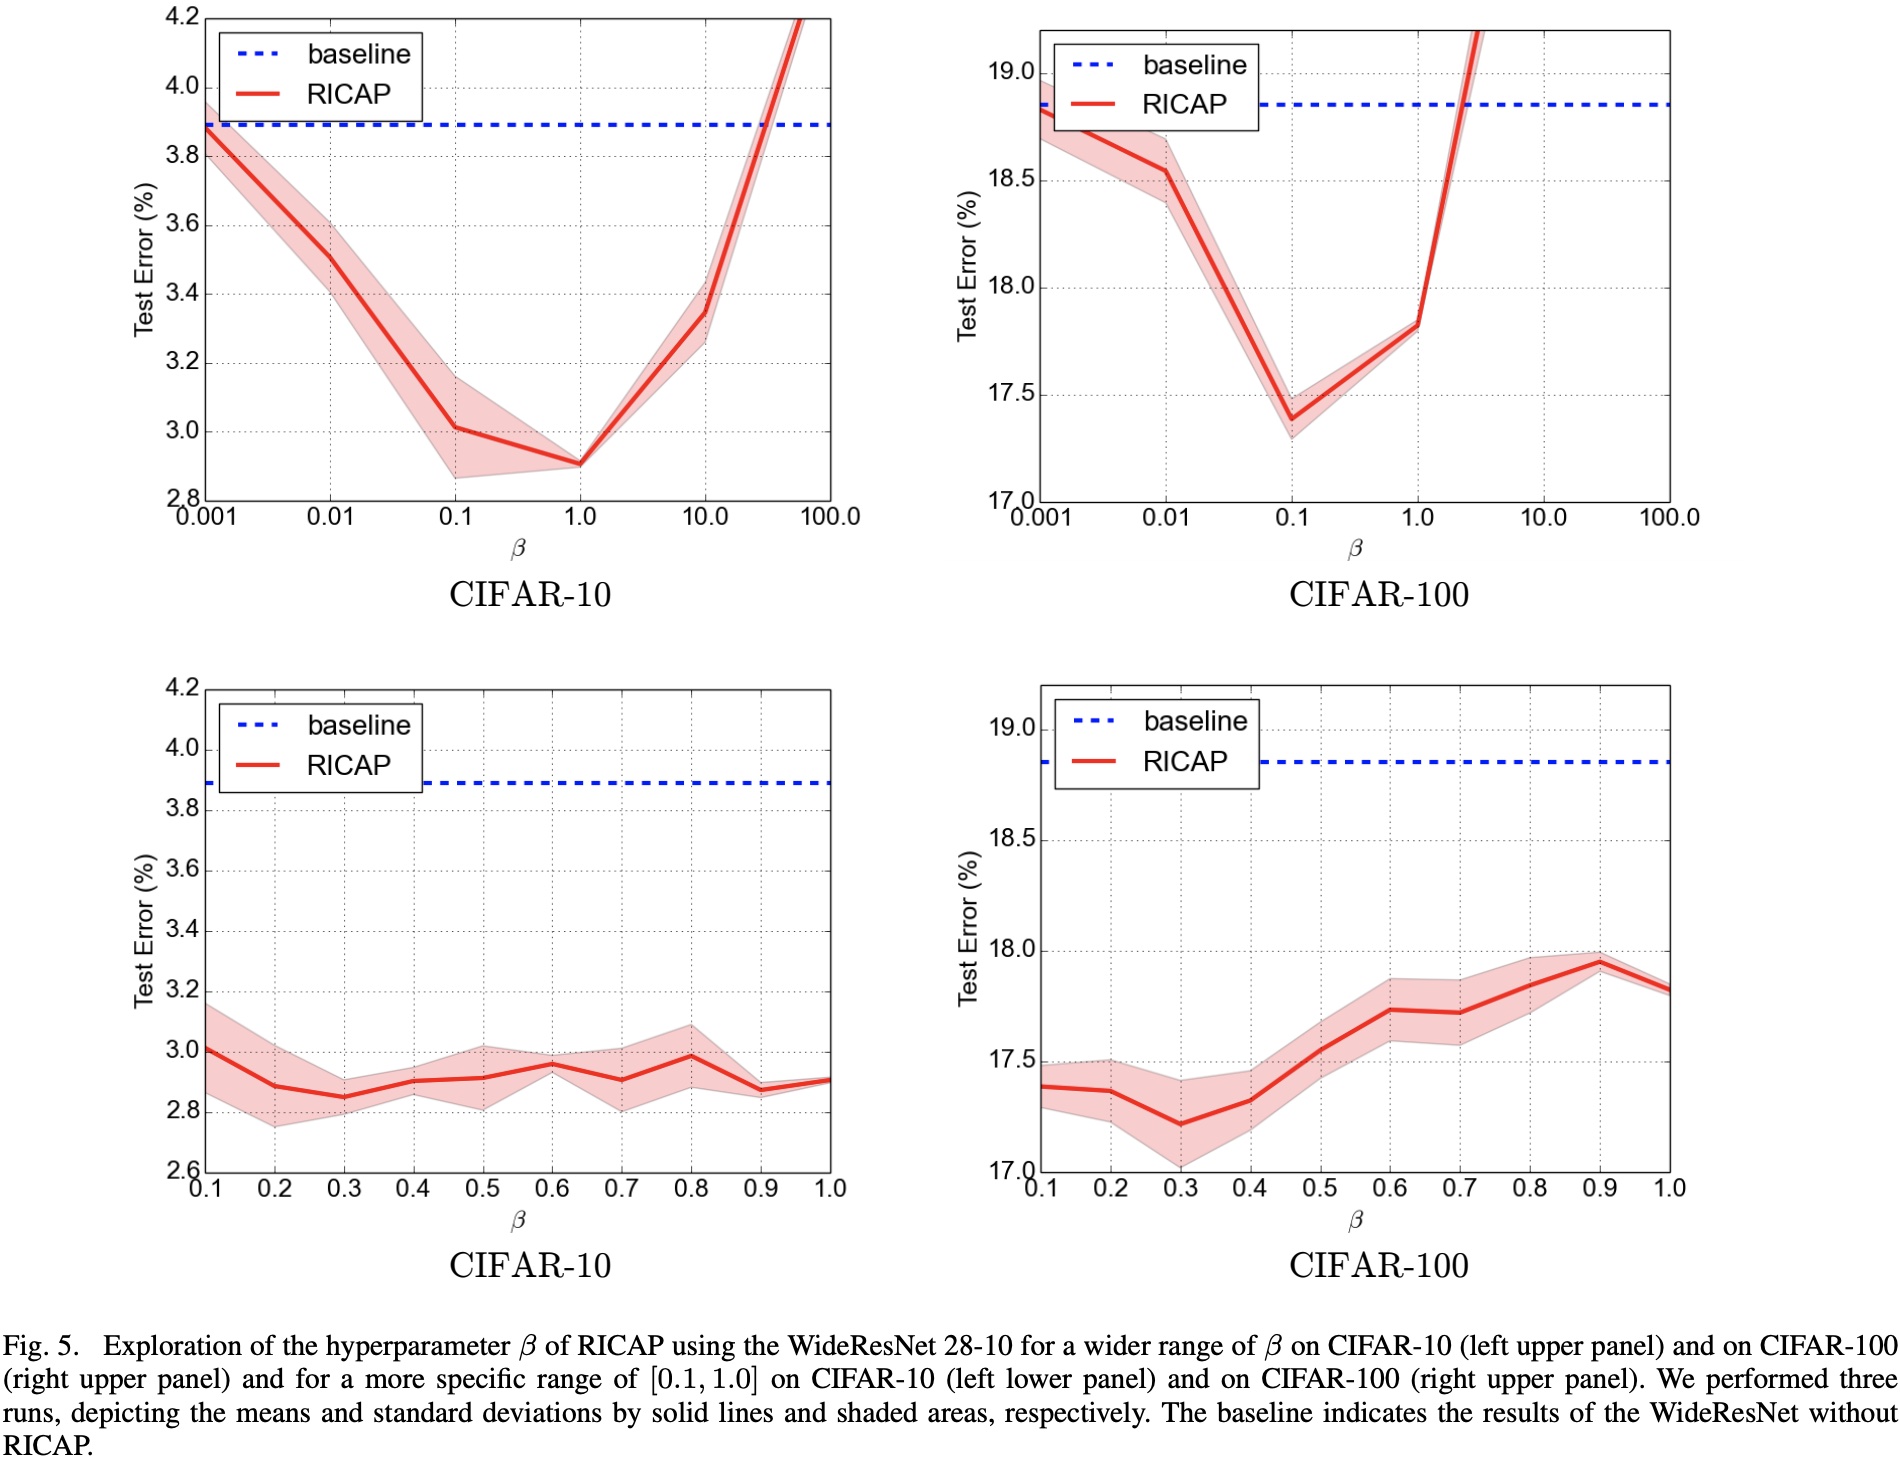 4.2
4.0
3.8
3.6
3.4
3.2
3.0
2.8
Test Error (%)
baseline
RICAP
0.001 0.01 0.1 1.0 10.0 100.0
β
CIFAR-10
19.0
18.5
18.0
17.5
17.0
Test Error (%)
baseline
RICAP
0.001 0.01 0.1 1.0 10.0 100.0
β
CIFAR-100
4.2
4.0
3.8
3.6
3.4
3.2
3.0
2.8
2.6
Test Error (%)
baseline
RICAP
0.1 0.2 0.3 0.4 0.5 0.6 0.7 0.8 0.9 1.0
β
CIFAR-10
19.0
18.5
18.0
17.5
17.0
Test Error (%)
baseline
RICAP
0.1 0.2 0.3 0.4 0.5 0.6 0.7 0.8 0.9 1.0
β
CIFAR-100
Fig. 5. Exploration of the hyperparameter β of RICAP using the WideResNet 28-10 for a wider range of β on CIFAR-10 (left upper panel) and on CIFAR-100
(right upper panel) and for a more specific range of [0.1, 1.0] on CIFAR-10 (left lower panel) and on CIFAR-100 (right upper panel). We performed three
runs, depicting the means and standard deviations by solid lines and shaded areas, respectively. The baseline indicates the results of the WideResNet without
RICAP.